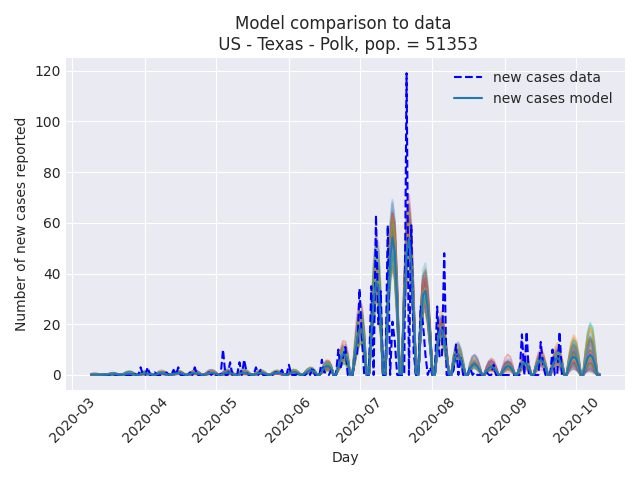 Model comparison to data
US - Texas - Polk, pop. = 51353
new cases data
new cases model
Number of new cases reported
120
100
80
60
40
20
0
2020-03
2020-04
2020-05
2020-06
2020-07
2020-08
2020-09
2020-10
Day